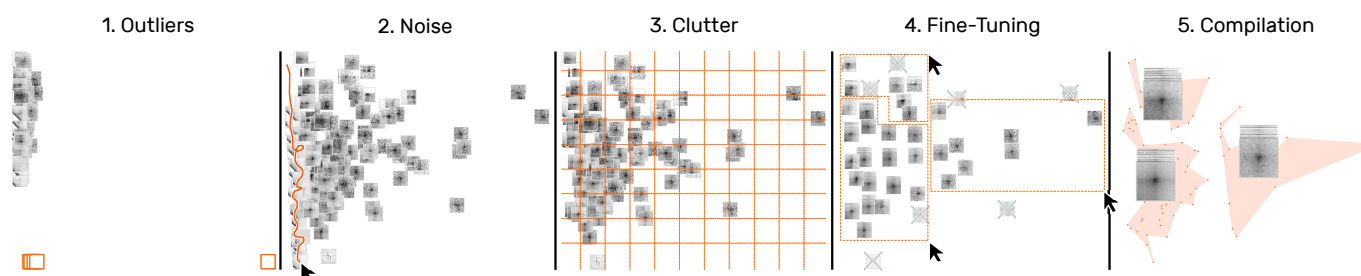 1. Outliers
2. Noise
3. Clutter
4. Fine-Tuning
5. Compilation